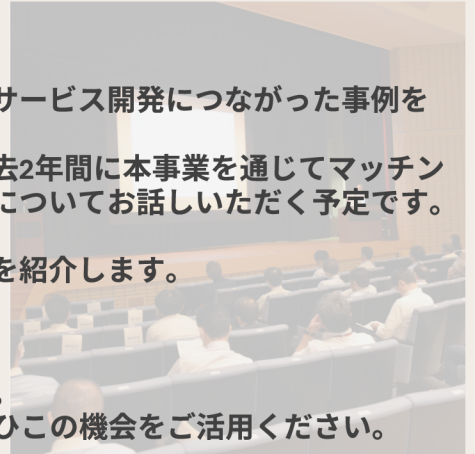 サービス開発につながった事例を
去2年間に本事業を通じてマッチン
についてお話しいただく予定です。
を紹介します。
。
ひこの機会をご活用ください。